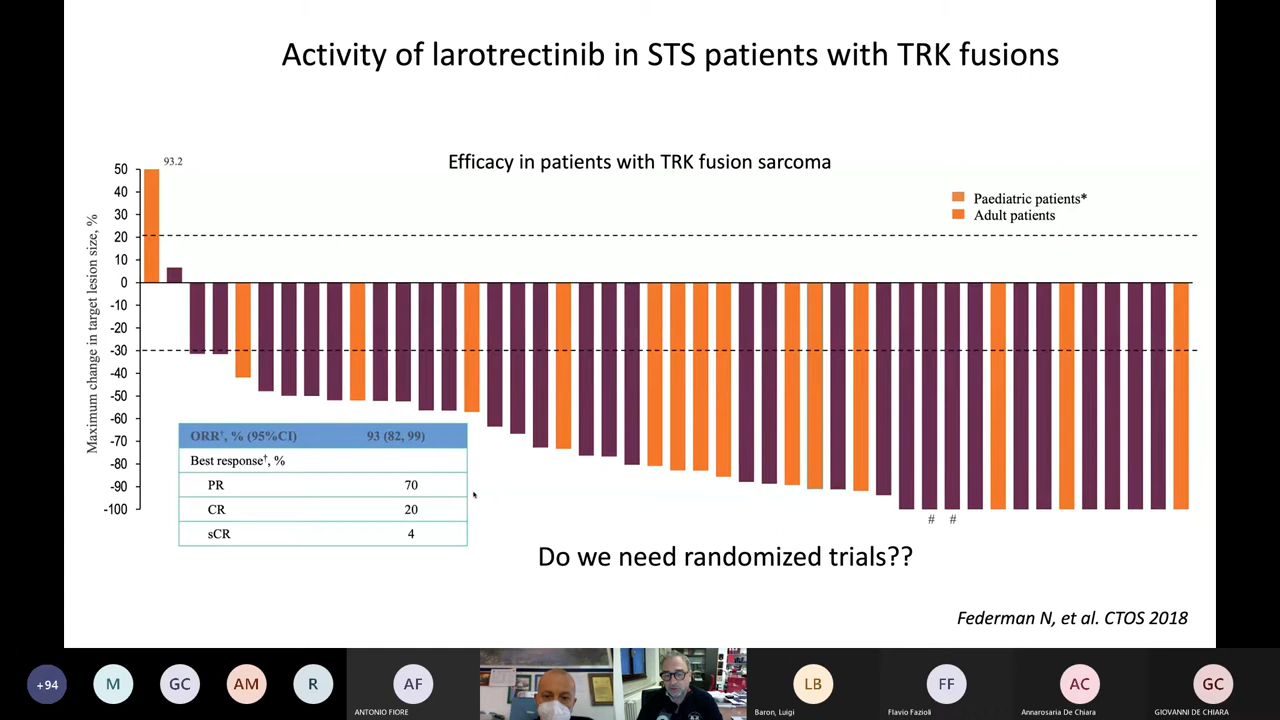 Activity of larotrectinib in STS patients with TRK fusions
Efficacy in patients with TRK fusion sarcoma
Maximum change in target lesion size, %
50
40
30
20
10
0
-10
-20
-30
-40
-50
-60
-70
-80
-90
-100
93.2
Paediatric patients*
Adult patients
ORR†, % (95%CI) 93 (82, 99)
Best response†, %
PR 70
CR 20
sCR 4
# #
Do we need randomized trials??
Federman N, et al. CTOS 2018
+94 M GC AM R AF LB FF AC GC
ANTONIO FIORE Baron, Luigi Flavio Fazioli Annarosaria De Chiara GIOVANNI DE CHIARA